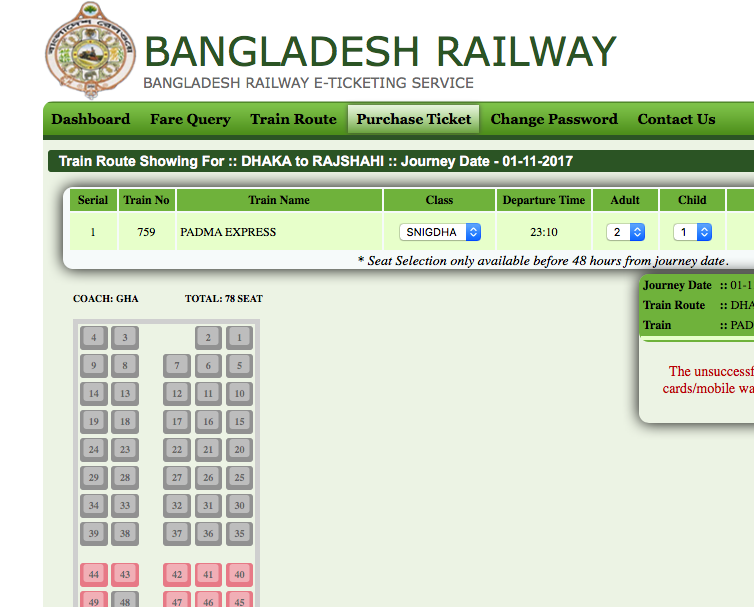 BANGLADESH RAILWAY
BANGLADESH RAILWAY E-TICKETING SERVICE
Dashboard Fare Query Train Route Purchase Ticket Change Password Contact Us
Train Route Showing For :: DHAKA to RAJSHAHI :: Journey Date - 01-11-2017
Serial Train No Train Name Class Departure Time Adult Child
1 759 PADMA EXPRESS SNIGDHA 23:10 2 1
* Seat Selection only available before 48 hours from journey date.
COACH: GHA TOTAL: 78 SEAT
4 3 2 1
9 8 7 6 5
14 13 12 11 10
19 18 17 16 15
24 23 22 21 20
29 28 27 26 25
34 33 32 31 30
39 38 37 36 35
44 43 42 41 40
49 48 47 46 45
Journey Date :: 01-1
Train Route :: DHA
Train :: PAD
The unsuccessf
cards/mobile wa